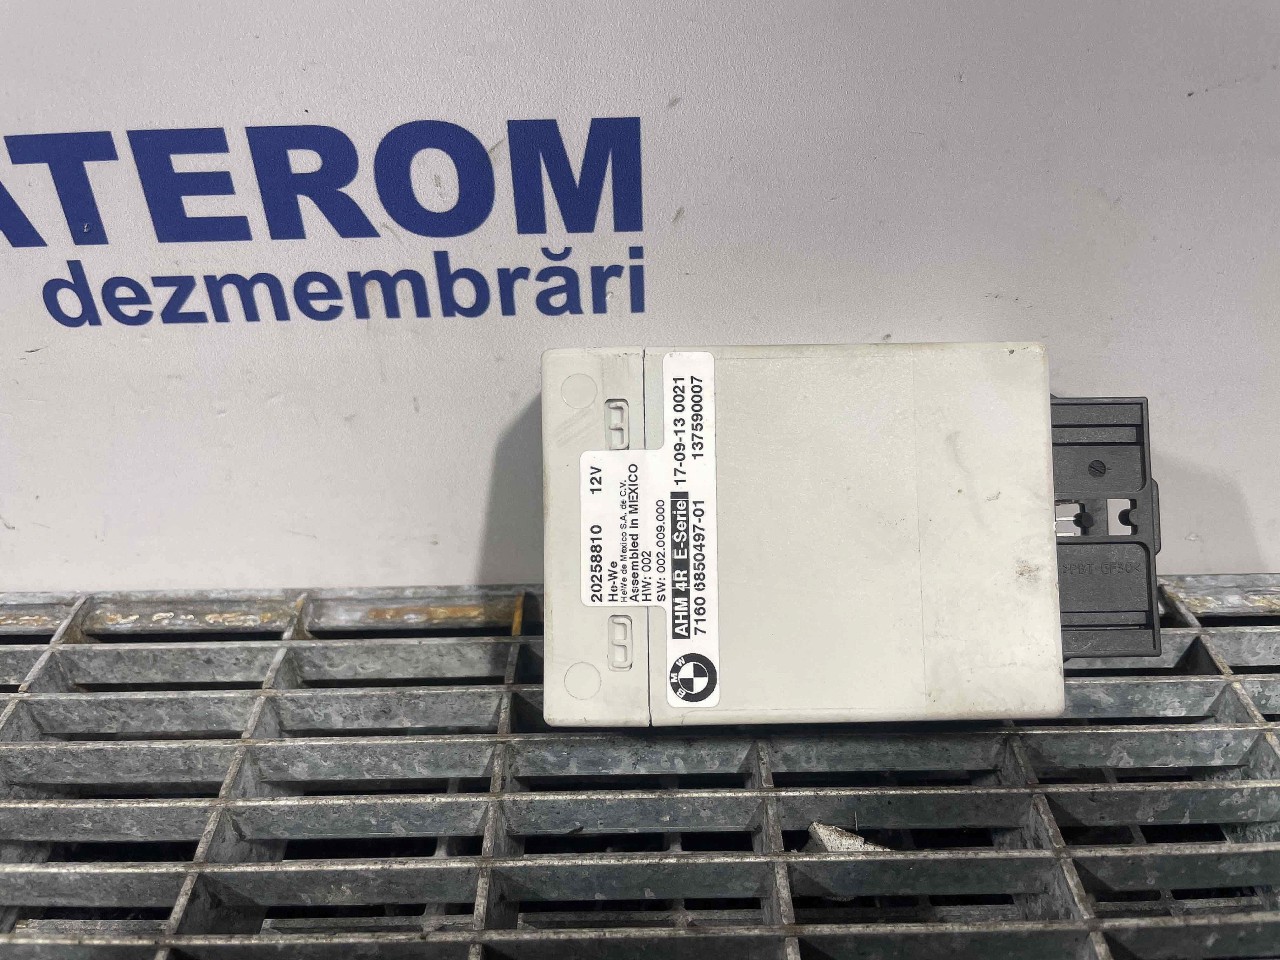 ATEROM
dezmembrări
20258810 12V
He-We
HeWe de Mexico S.A. de C.V.
Assembled in MEXICO
HW: 002
SW: 002.009.000
AHM 4R E-Serie 17-09-13 0021
7160 6850497-01 137590007
BMW